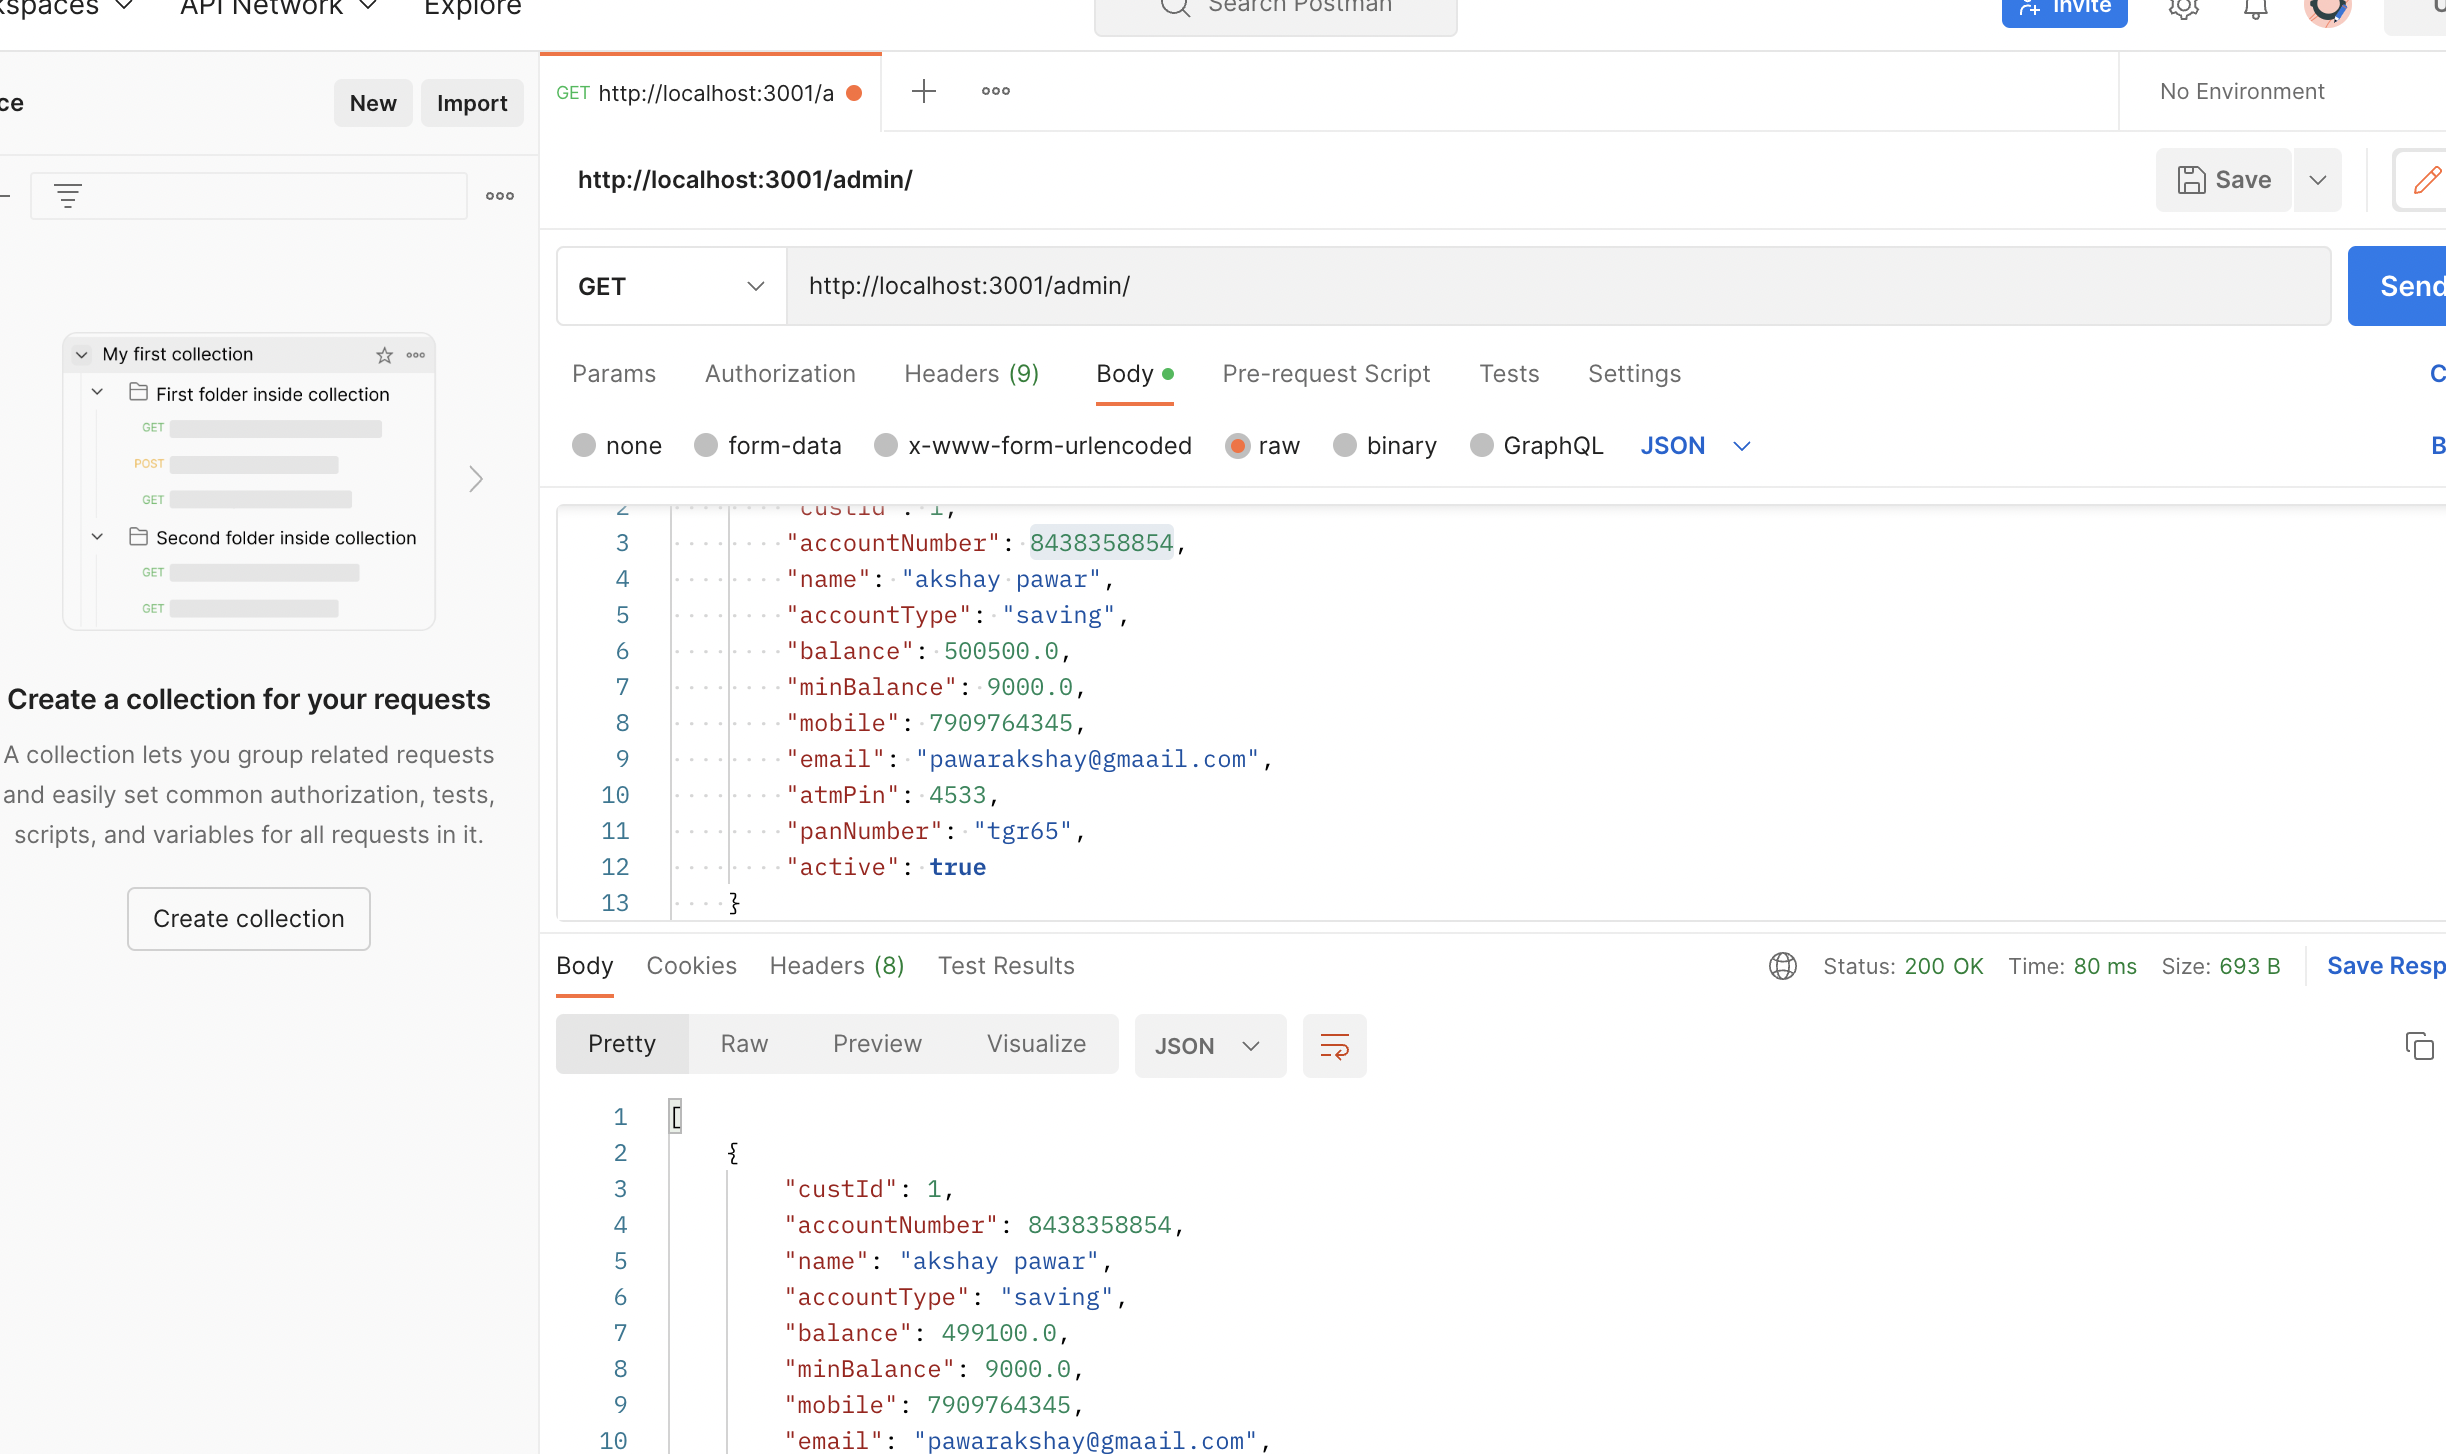 kspaces API Network Explore Search Postman Invite
ce New Import GET http://localhost:3001/a No Environment
http://localhost:3001/admin/ Save
GET http://localhost:3001/admin/ Send
Params Authorization Headers (9) Body Pre-request Script Tests Settings C
none form-data x-www-form-urlencoded raw binary GraphQL JSON B
My first collection
First folder inside collection
GET
POST
GET
Second folder inside collection
GET
GET
Create a collection for your requests
A collection lets you group related requests
and easily set common authorization, tests,
scripts, and variables for all requests in it.
Create collection
2 "custId": 1,
3 "accountNumber": 8438358854,
4 "name": "akshay pawar",
5 "accountType": "saving",
6 "balance": 500500.0,
7 "minBalance": 9000.0,
8 "mobile": 7909764345,
9 "email": "pawarakshay@gmaail.com",
10 "atmPin": 4533,
11 "panNumber": "tgr65",
12 "active": true
13 }
Body Cookies Headers (8) Test Results Status: 200 OK Time: 80 ms Size: 693 B Save Resp
Pretty Raw Preview Visualize JSON
1 [
2 {
3 "custId": 1,
4 "accountNumber": 8438358854,
5 "name": "akshay pawar",
6 "accountType": "saving",
7 "balance": 499100.0,
8 "minBalance": 9000.0,
9 "mobile": 7909764345,
10 "email": "pawarakshay@gmaail.com",